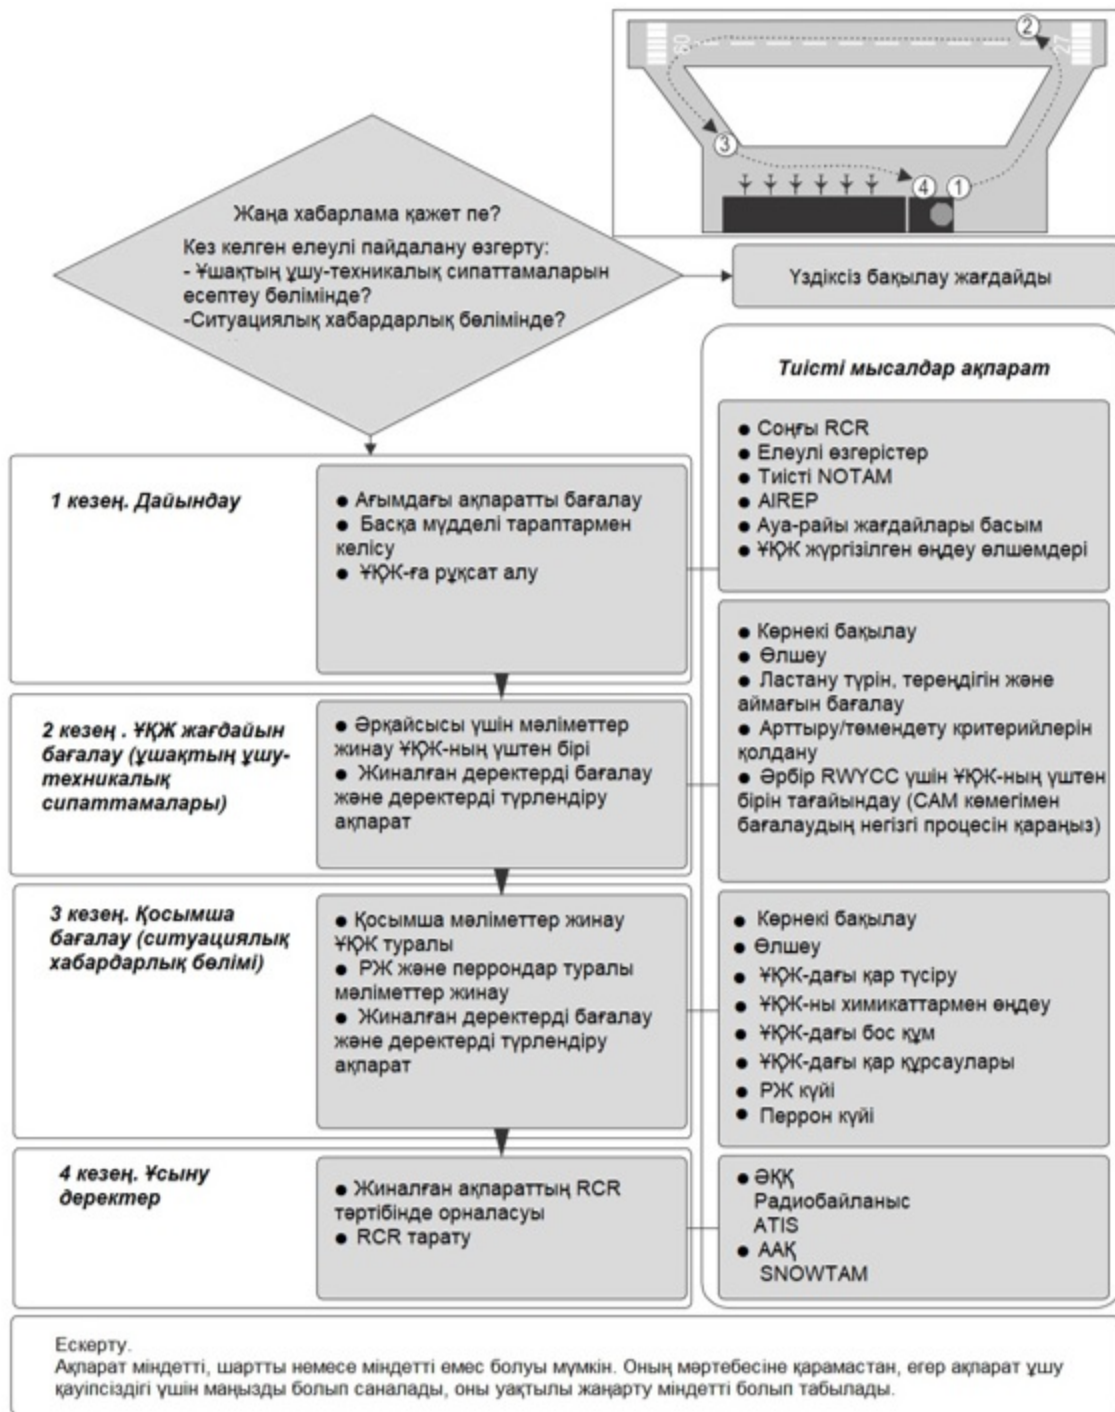 2
60
27
3
4
1
Жаңа хабарлама қажет пе?
Кез келген елеулі пайдалану өзгерту:
- Ұшақтың ұшу-техникалық сипаттамаларын
есептеу бөлімінде?
-Ситуациялық хабардарлық бөлімінде?
Үздіксіз бақылау жағдайды
Тиісті мысалдар ақпарат
1 кезең. Дайындау
● Ағымдағы ақпаратты бағалау
● Басқа мүдделі тараптармен
келісу
● ҰҚЖ-ға рұқсат алу
● Соңғы RCR
● Елеулі өзгерістер
● Тиісті NOTAM
● AIREP
● Ауа-райы жағдайлары басым
● ҰҚЖ жүргізілген өңдеу өлшемдері
2 кезең . ҰҚЖ жағдайын
бағалау (ұшақтың ұшу-
техникалық
сипаттамалары)
● Әрқайсысы үшін мәліметтер
жинау ҰҚЖ-ның үштен бірі
● Жиналған деректерді бағалау
және деректерді түрлендіру
ақпарат
● Көрнекі бақылау
● Өлшеу
● Ластану түрін, тереңдігін және
аймағын бағалау
● Арттыру/төмендету критерийлерін
қолдану
● Әрбір RWYCC үшін ҰҚЖ-ның үштен
бірін тағайындау (САМ көмегімен
бағалаудың негізгі процесін қараңыз)
3 кезең. Қосымша
бағалау (ситуациялық
хабардарлық бөлімі)
● Қосымша мәліметтер жинау
ҰҚЖ туралы
● РЖ және перрондар туралы
мәліметтер жинау
● Жиналған деректерді бағалау
және деректерді түрлендіру
ақпарат
● Көрнекі бақылау
● Өлшеу
● ҰҚЖ-дағы қар түсіру
● ҰҚЖ-ны химикаттармен өңдеу
● ҰҚЖ-дағы бос құм
● ҰҚЖ-дағы қар құрсаулары
● РЖ күйі
● Перрон күйі
4 кезең. Ұсыну
деректер
● Жиналған ақпараттың RCR
тәртібінде орналасуы
● RCR тарату
● ӘҚҚ
Радиобайланыс
ATIS
● ААҚ
SNOWTAM
Ескерту.
Ақпарат міндетті, шартты немесе міндетті емес болуы мүмкін. Оның мәртебесіне қарамастан, егер ақпарат ұшу
қауіпсіздігі үшін маңызды болып саналады, оны уақтылы жаңарту міндетті болып табылады.